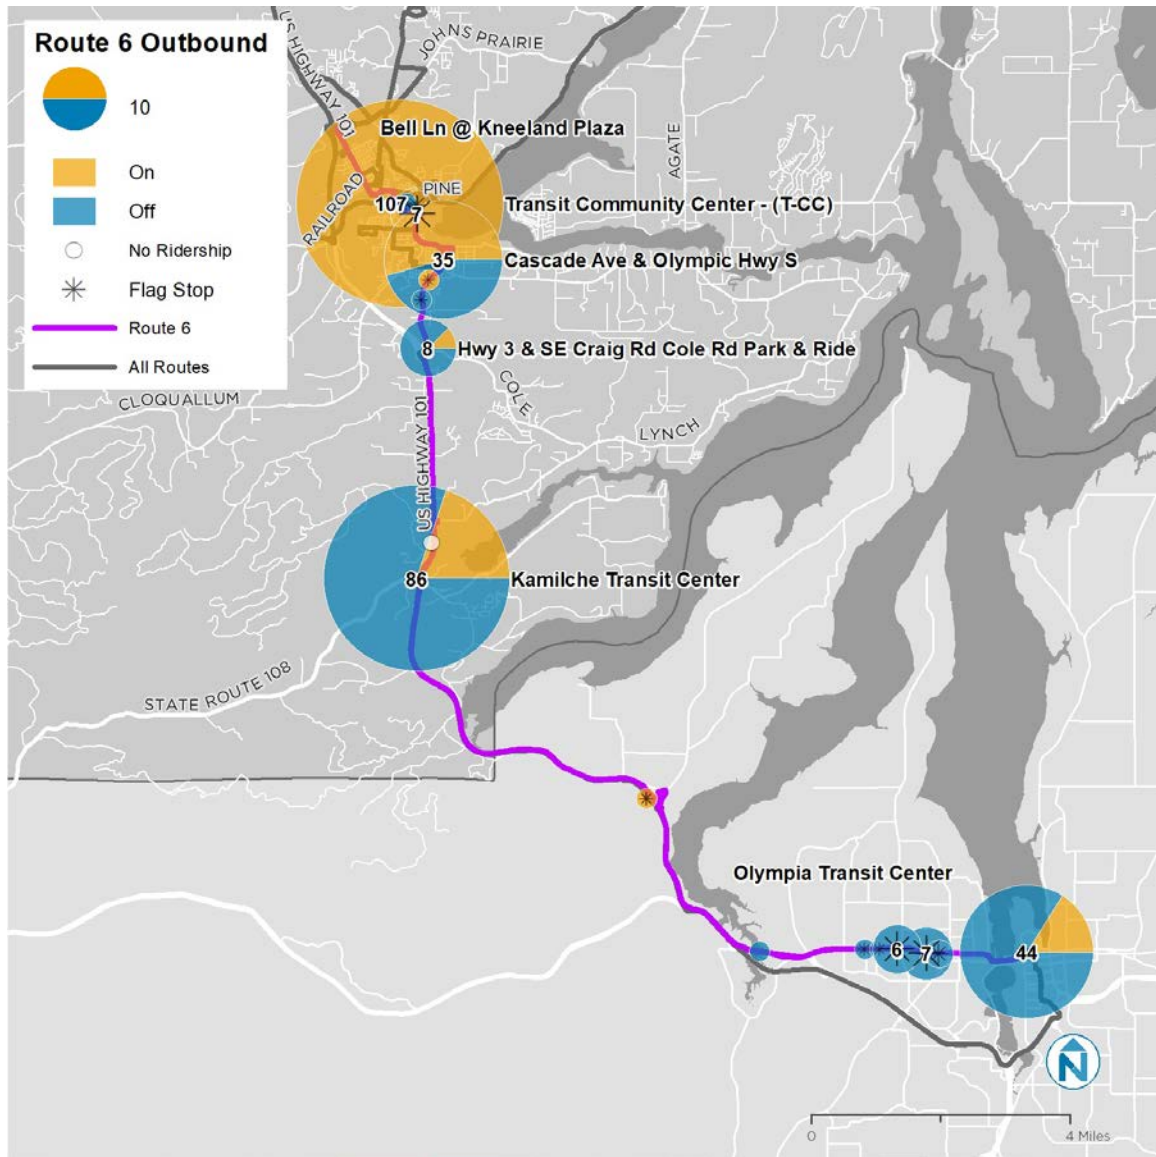 Route 6 Outbound
10
On
Off
No Ridership
Flag Stop
Route 6
All Routes
US HIGHWAY 101
JOHNS PRAIRIE
Bell Ln @ Kneeland Plaza
AGATE
RAILROAD
PINE
107
7
Transit Community Center - (T-CC)
35
Cascade Ave & Olympic Hwy S
8
Hwy 3 & SE Craig Rd Cole Rd Park & Ride
CLOQUALLUM
COLE
LYNCH
US HIGHWAY 101
86
Kamilche Transit Center
STATE ROUTE 108
Olympia Transit Center
6
7
44
N
0
4 Miles